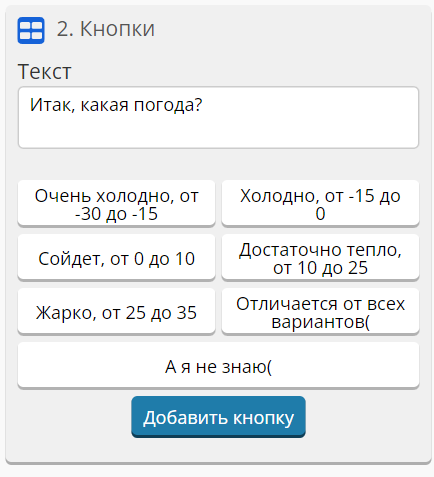 2. Кнопки
Текст
Итак, какая погода?
Очень холодно, от
-30 до -15
Холодно, от -15 до
0
Сойдет, от 0 до 10
Достаточно тепло,
от 10 до 25
Жарко, от 25 до 35
Отличается от всех
вариантов(
А я не знаю(
Добавить кнопку